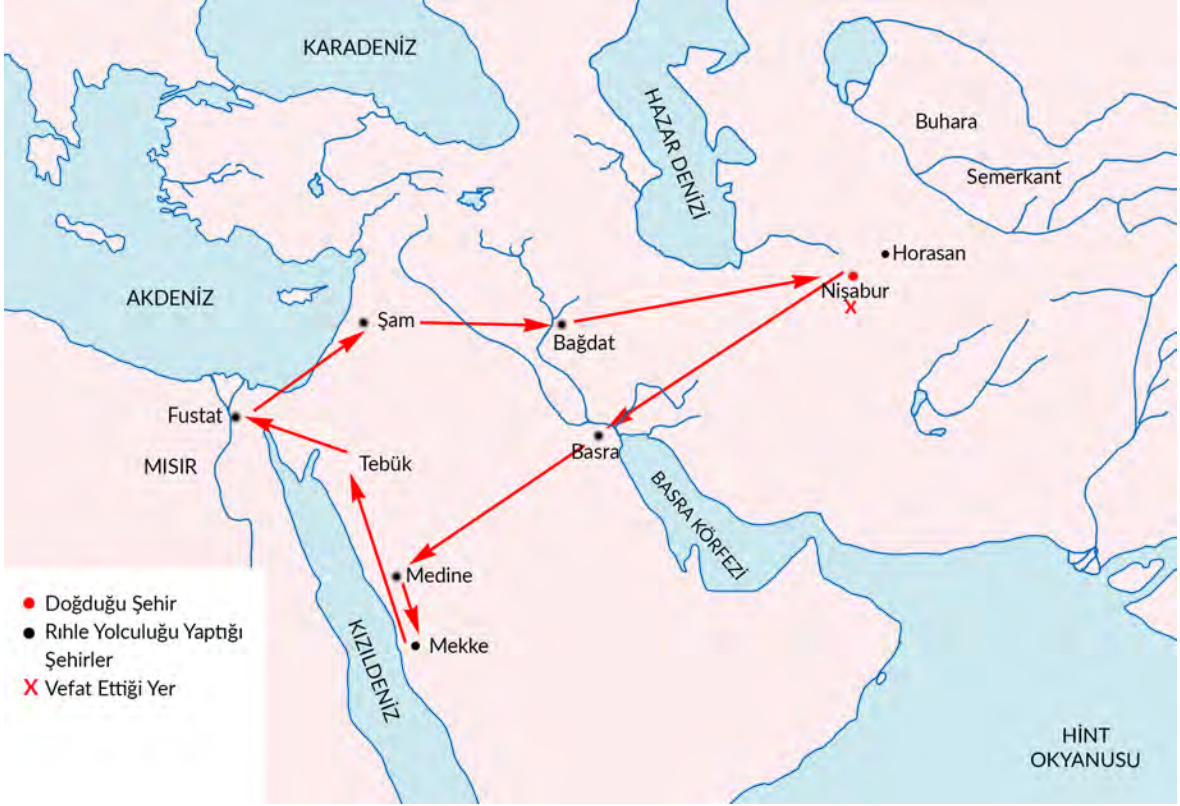 KARADENİZ
HAZAR DENİZİ
Buhara
Semerkant
Horasan
Nişabur
X
AKDENİZ
Şam
Bağdat
Fustat
Basra
MISIR
Tebük
BASRA KÖRFEZİ
Medine
Mekke
KIZILDENİZ
HİNT
OKYANUSU
Doğduğu Şehir
Rıhle Yolculuğu Yaptığı
Şehirler
X Vefat Ettiği Yer